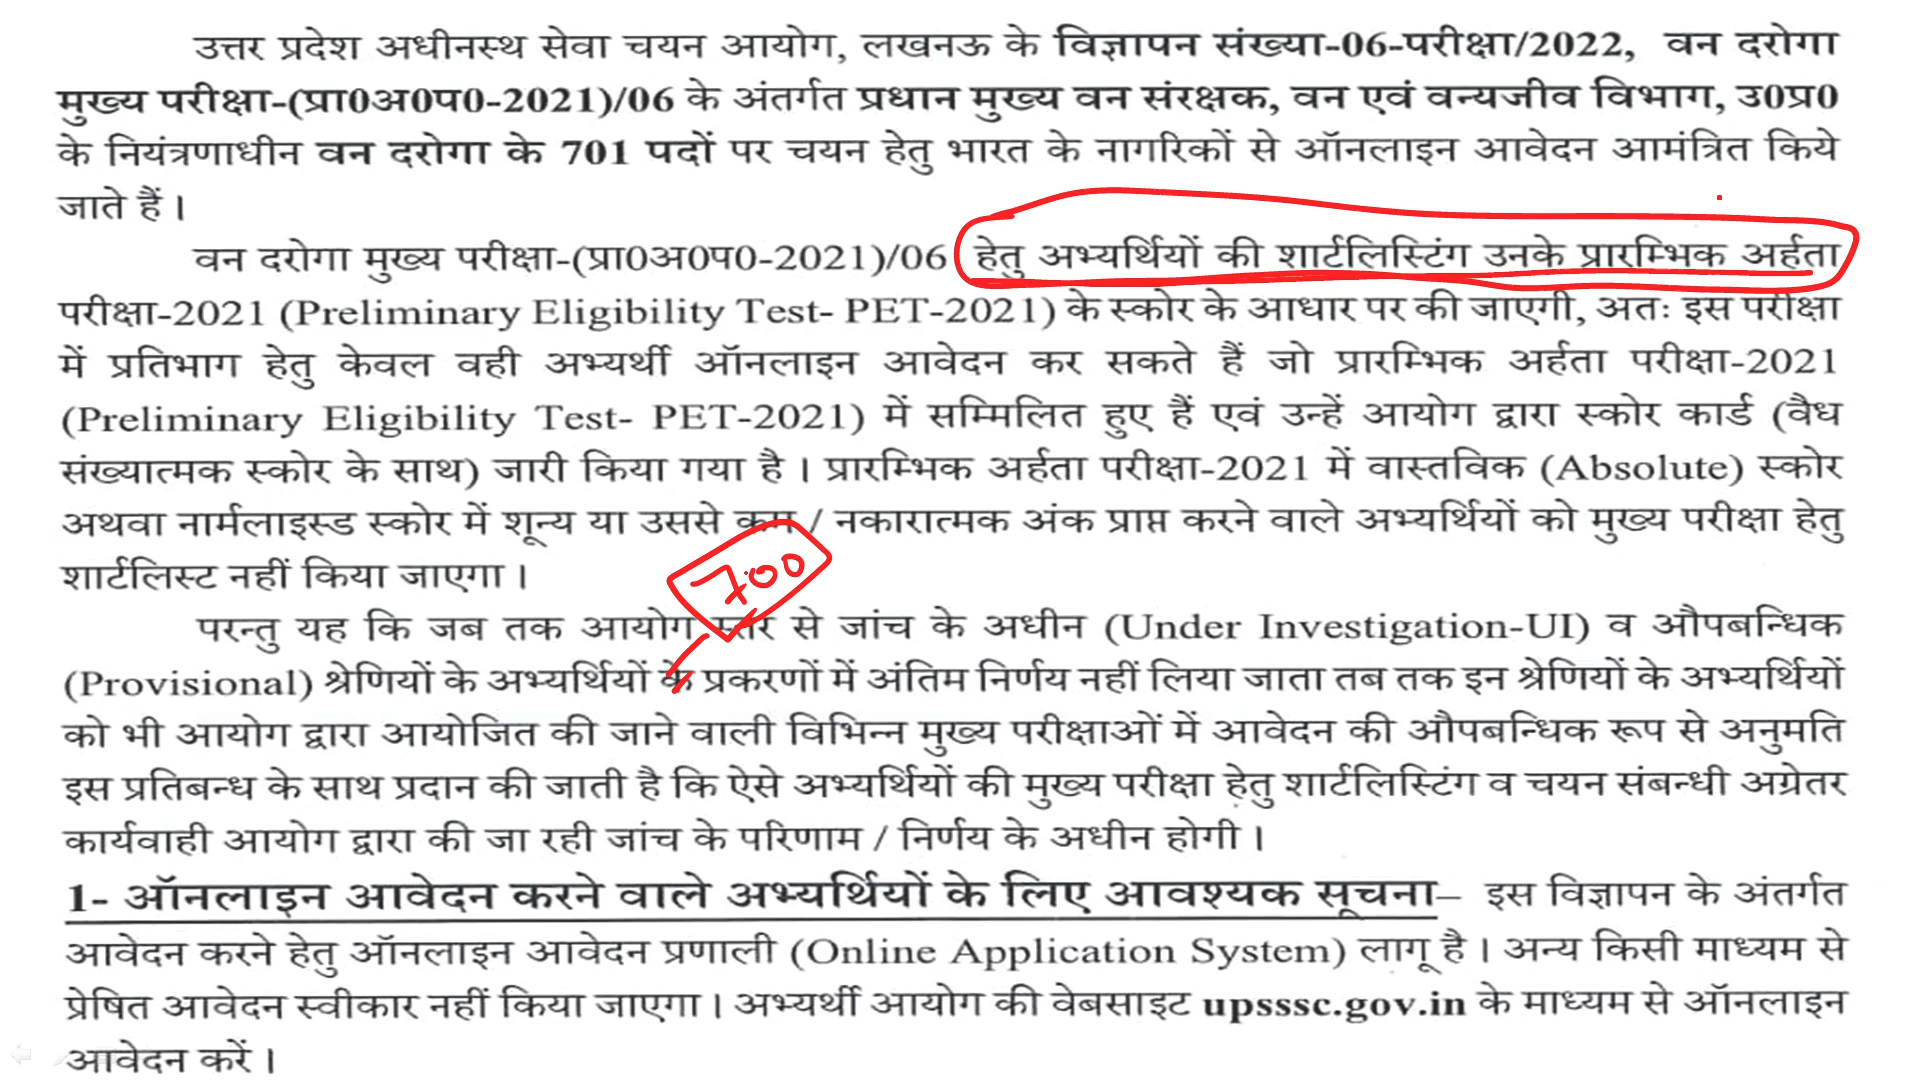 उत्तर प्रदेश अधीनस्थ सेवा चयन आयोग, लखनऊ के विज्ञापन संख्या-06-परीक्षा/2022, वन दरोगा
मुख्य परीक्षा-(प्रा0अ0प0-2021)/06 के अंतर्गत प्रधान मुख्य वन संरक्षक, वन एवं वन्यजीव विभाग, उ0प्र0
के नियंत्रणाधीन वन दरोगा के 701 पदों पर चयन हेतु भारत के नागरिकों से ऑनलाइन आवेदन आमंत्रित किये
जाते हैं।
वन दरोगा मुख्य परीक्षा-(प्रा0अ0प0-2021)/06 हेतु अभ्यर्थियों की शार्टलिस्टिंग उनके प्रारम्भिक अर्हता
परीक्षा-2021 (Preliminary Eligibility Test- PET-2021) के स्कोर के आधार पर की जाएगी, अतः इस परीक्षा
में प्रतिभाग हेतु केवल वही अभ्यर्थी ऑनलाइन आवेदन कर सकते हैं जो प्रारम्भिक अर्हता परीक्षा-2021
(Preliminary Eligibility Test- PET-2021) में सम्मिलित हुए हैं एवं उन्हें आयोग द्वारा स्कोर कार्ड (वैध
संख्यात्मक स्कोर के साथ) जारी किया गया है। प्रारम्भिक अर्हता परीक्षा-2021 में वास्तविक (Absolute) स्कोर
अथवा नार्मलाइस्ड स्कोर में शून्य या उससे कम / नकारात्मक अंक प्राप्त करने वाले अभ्यर्थियों को मुख्य परीक्षा हेतु
शार्टलिस्ट नहीं किया जाएगा।
700
परन्तु यह कि जब तक आयोग स्तर से जांच के अधीन (Under Investigation-UI) व औपबन्धिक
(Provisional) श्रेणियों के अभ्यर्थियों के प्रकरणों में अंतिम निर्णय नहीं लिया जाता तब तक इन श्रेणियों के अभ्यर्थियों
को भी आयोग द्वारा आयोजित की जाने वाली विभिन्न मुख्य परीक्षाओं में आवेदन की औपबन्धिक रूप से अनुमति
इस प्रतिबन्ध के साथ प्रदान की जाती है कि ऐसे अभ्यर्थियों की मुख्य परीक्षा हेतु शार्टलिस्टिंग व चयन संबन्धी अग्रेतर
कार्यवाही आयोग द्वारा की जा रही जांच के परिणाम / निर्णय के अधीन होगी।
1- ऑनलाइन आवेदन करने वाले अभ्यर्थियों के लिए आवश्यक सूचना– इस विज्ञापन के अंतर्गत
आवेदन करने हेतु ऑनलाइन आवेदन प्रणाली (Online Application System) लागू है। अन्य किसी माध्यम से
प्रेषित आवेदन स्वीकार नहीं किया जाएगा। अभ्यर्थी आयोग की वेबसाइट upsssc.gov.in के माध्यम से ऑनलाइन
आवेदन करें।